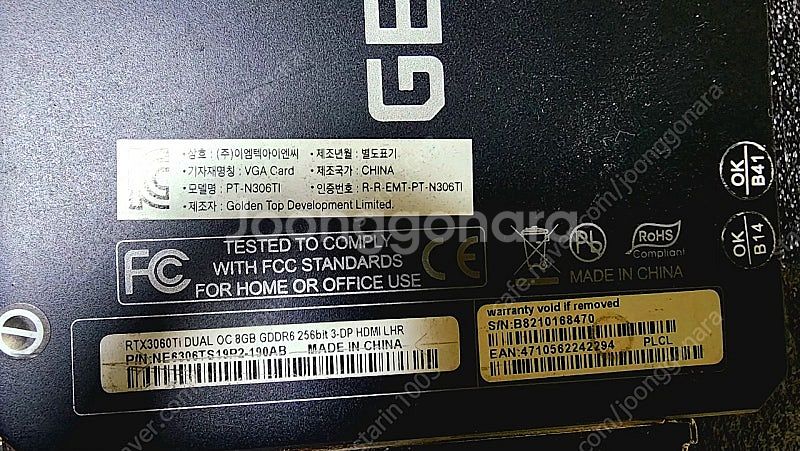 GE
• 상호 : (주)이엠텍아이엔씨 • 제조년월 : 별도표기
• 기자재명칭 : VGA Card • 제조국가 : CHINA
• 모델명 : PT-N306TI • 인증번호 : R-R-EMT-PT-N306TI
• 제조자 : Golden Top Development Limited.
OK
B41
OK
B14
Joonggonara
FC
TESTED TO COMPLY
WITH FCC STANDARDS
FOR HOME OR OFFICE USE
CE
RoHS
Compliant
MADE IN CHINA
RTX3060Ti DUAL OC 8GB GDDR6 256bit 3-DP HDMI LHR
P/N:NE6306TS19P2-190AB MADE IN CHINA
warranty void if removed
S/N:B8210168470
EAN:4710562242294 PLCL